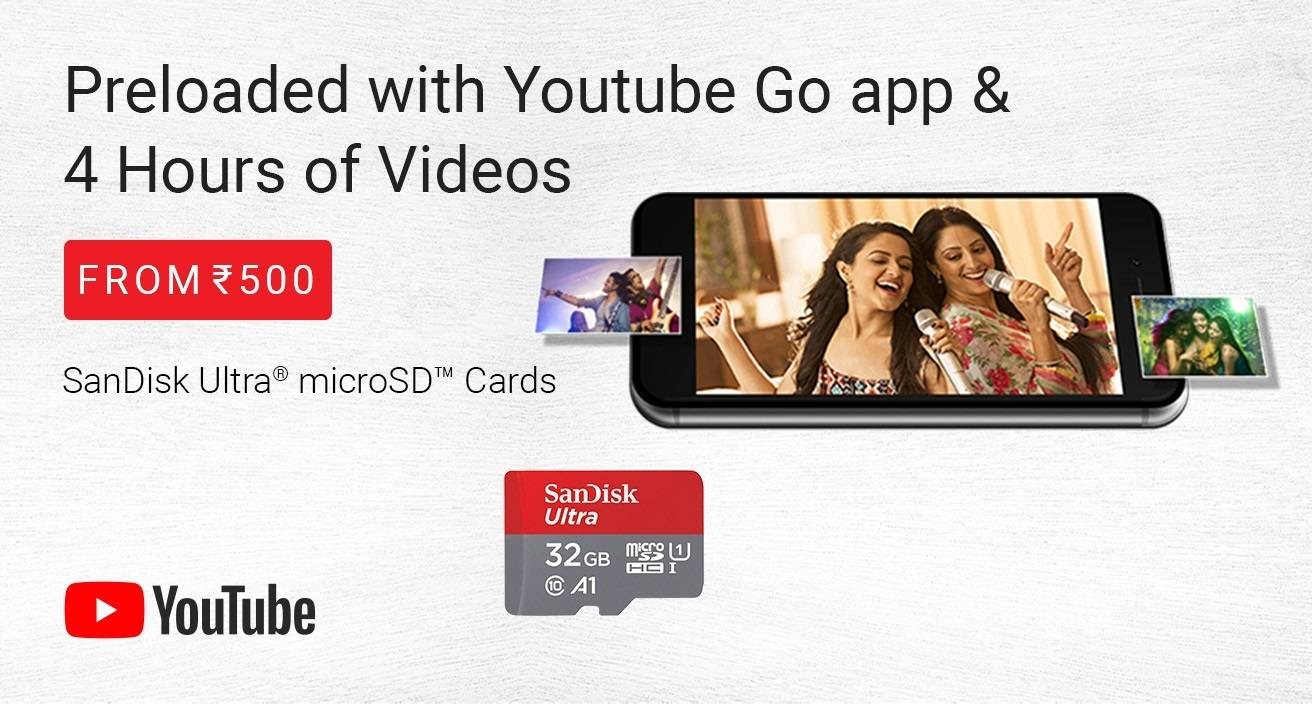 Preloaded with Youtube Go app &
4 Hours of Videos
FROM ₹500
SanDisk Ultra® microSD™ Cards
SanDisk
Ultra
32GB
micro SD HC U1 I
10 A1
YouTube